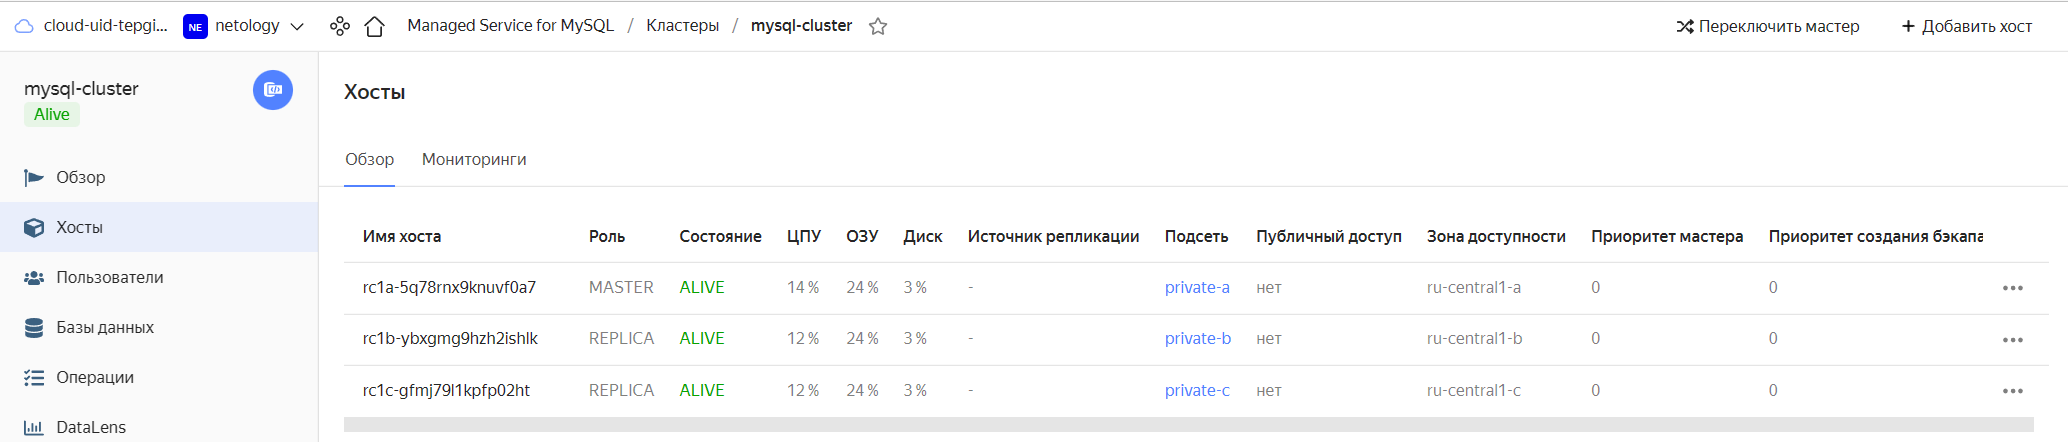 cloud-uid-tepgi... NE netology Managed Service for MySQL / Кластеры / mysql-cluster Переключить мастер + Добавить хост
mysql-cluster
Alive
Обзор
Хосты
Пользователи
Базы данных
Операции
DataLens
Хосты
Обзор Мониторинги
Имя хоста Роль Состояние ЦПУ ОЗУ Диск Источник репликации Подсеть Публичный доступ Зона доступности Приоритет мастера Приоритет создания бэкапа
rc1a-5q78rnx9knuvf0a7 MASTER ALIVE 14 % 24 % 3 % - private-a нет ru-central1-a 0 0
rc1b-ybxgmg9hzh2ishlk REPLICA ALIVE 12 % 24 % 3 % - private-b нет ru-central1-b 0 0
rc1c-gfmj79l1kpfp02ht REPLICA ALIVE 12 % 24 % 3 % - private-c нет ru-central1-c 0 0